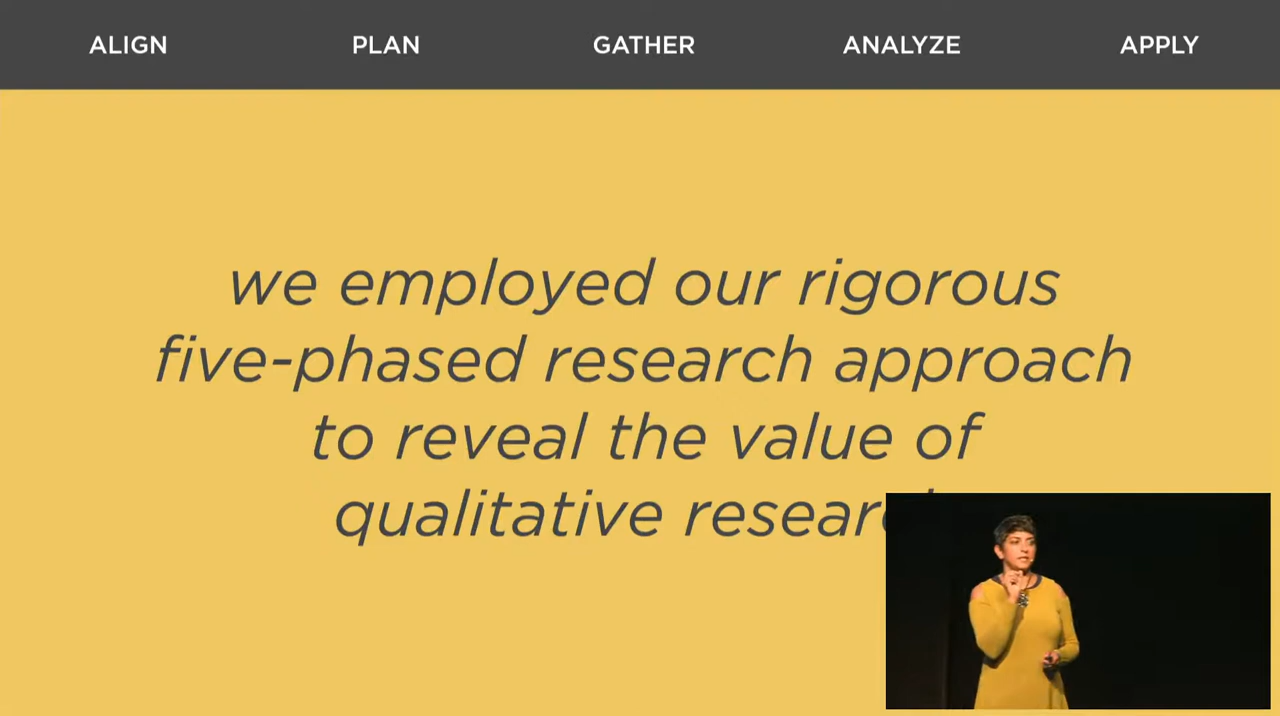 ALIGN PLAN GATHER ANALYZE APPLY
we employed our rigorous
five-phased research approach
to reveal the value of
qualitative